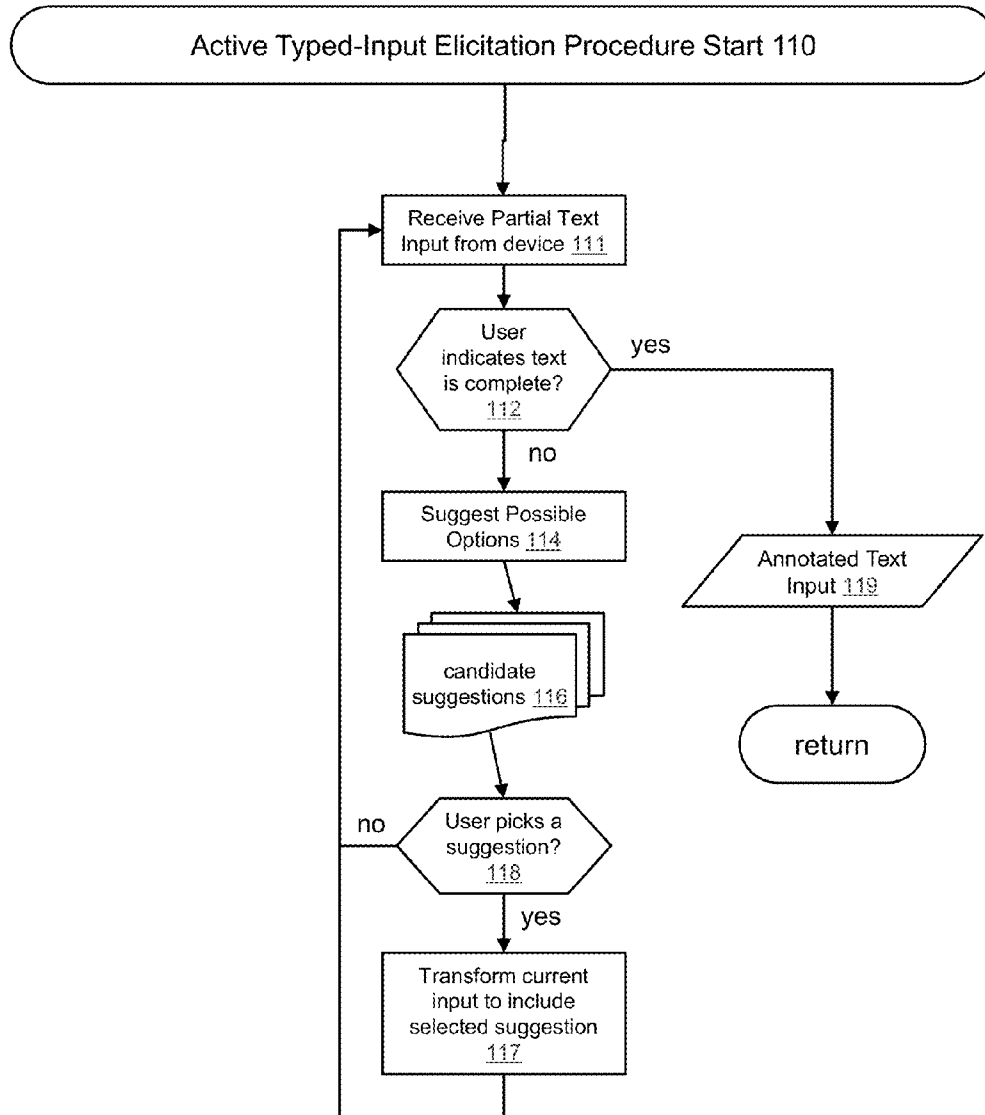 Active Typed-Input Elicitation Procedure Start 110
Receive Partial Text
Input from device 111
User
indicates text
is complete?
112
yes
no
Suggest Possible
Options 114
Annotated Text
Input 119
candidate
suggestions 116
return
no
User picks a
suggestion?
118
yes
Transform current
input to include
selected suggestion
117